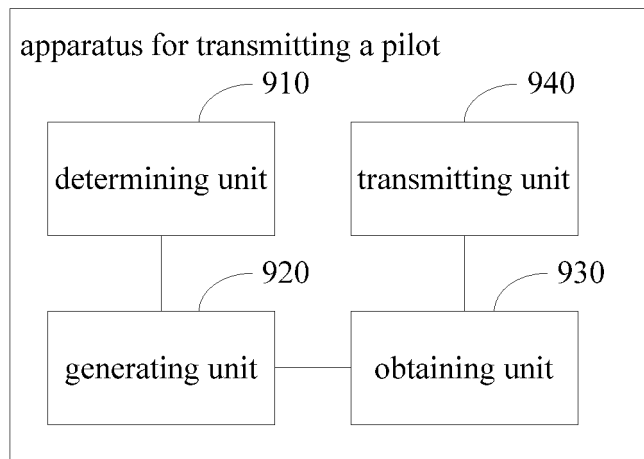 apparatus for transmitting a pilot
910
940
determining unit
transmitting unit
920
930
generating unit
obtaining unit